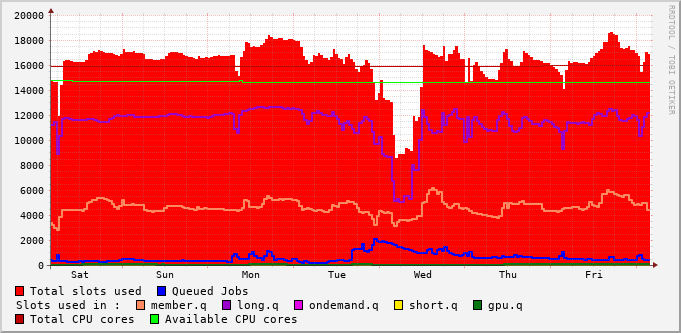 RRDTOOL / TOBI OETIKER
20000
18000
16000
14000
12000
10000
8000
6000
4000
2000
0
Sat Sun Mon Tue Wed Thu Fri
Total slots used Queued Jobs
Slots used in : member.q long.q ondemand.q short.q gpu.q
Total CPU cores Available CPU cores